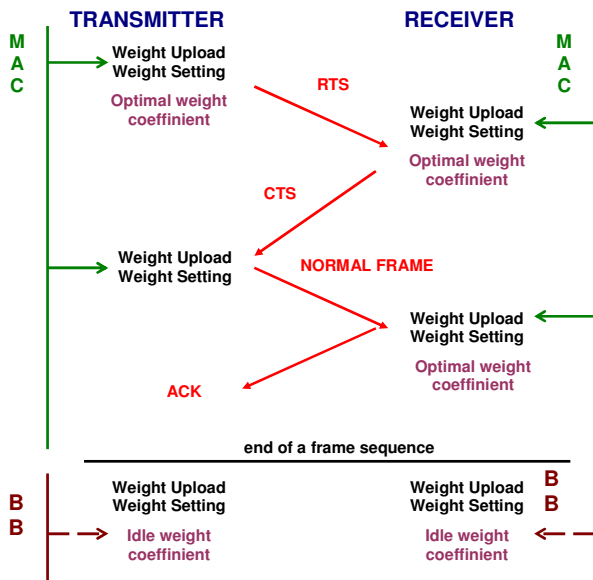 TRANSMITTER
RECEIVER
M
A
C
Weight Upload
Weight Setting
Optimal weight
coeffinient
RTS
M
A
C
Weight Upload
Weight Setting
Optimal weight
coeffinient
CTS
Weight Upload
Weight Setting
NORMAL FRAME
Weight Upload
Weight Setting
Optimal weight
coeffinient
ACK
end of a frame sequence
B
B
Weight Upload
Weight Setting
Idle weight
coeffinient
Weight Upload
Weight Setting
Idle weight
coeffinient
B
B